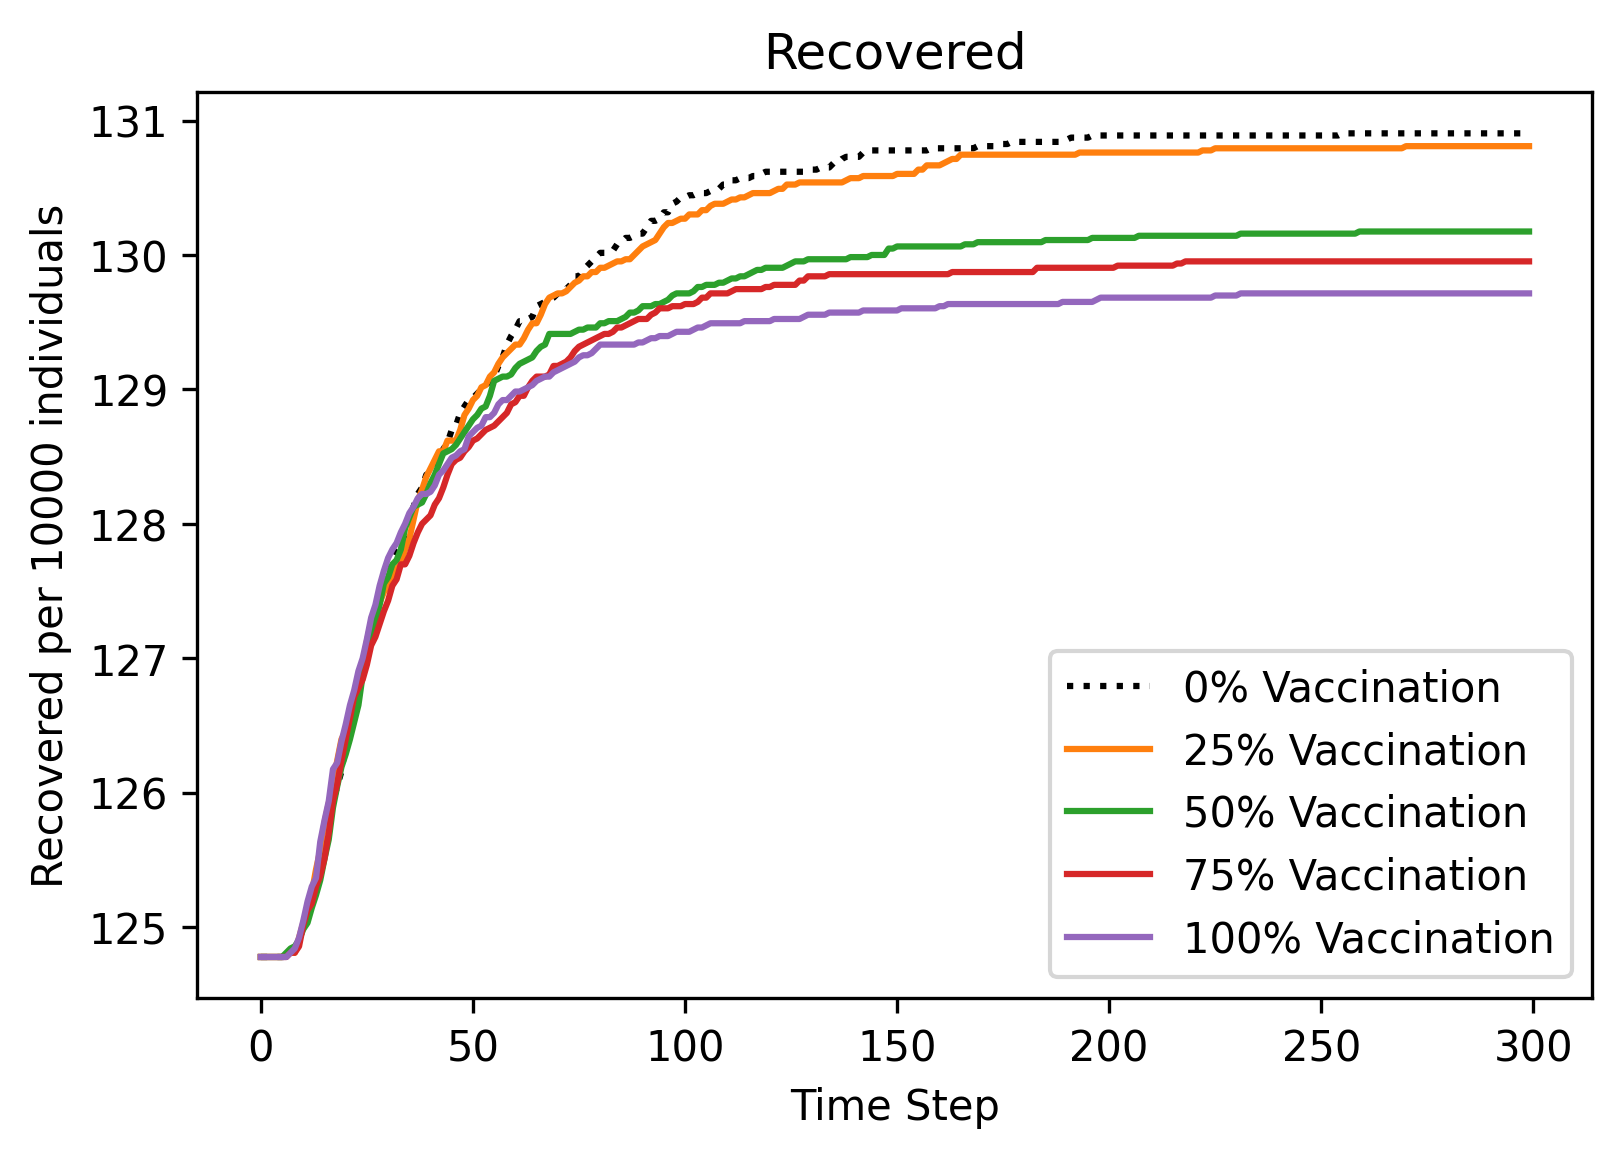 Recovered
131
130
129
128
127
126
125
Recovered per 10000 individuals
0% Vaccination
25% Vaccination
50% Vaccination
75% Vaccination
100% Vaccination
0 50 100 150 200 250 300
Time Step